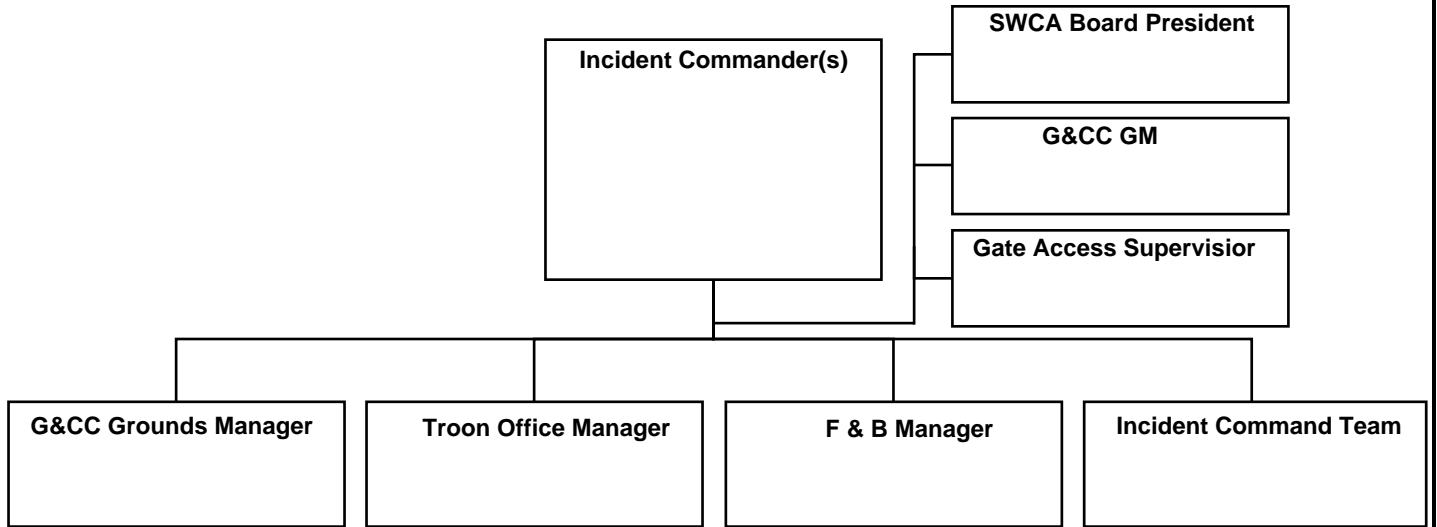 SWCA Board President
Incident Commander(s)
G&CC GM
Gate Access Supervisior
G&CC Grounds Manager
Troon Office Manager
F & B Manager
Incident Command Team